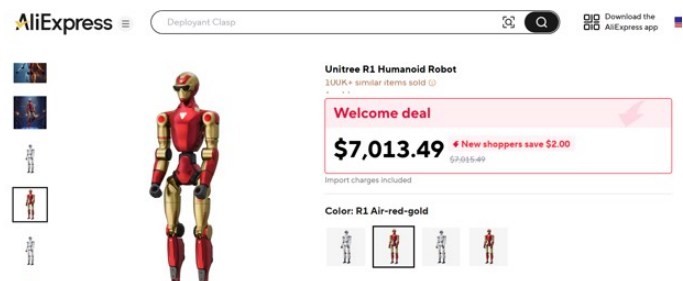 AliExpress
Deployant Clasp
Download the
AliExpress app
Unitree R1 Humanoid Robot
100K+ similar items sold
Welcome deal
$7,013.49
New shoppers save $2.00
$7,015.49
Import charges included
Color: R1 Air-red-gold